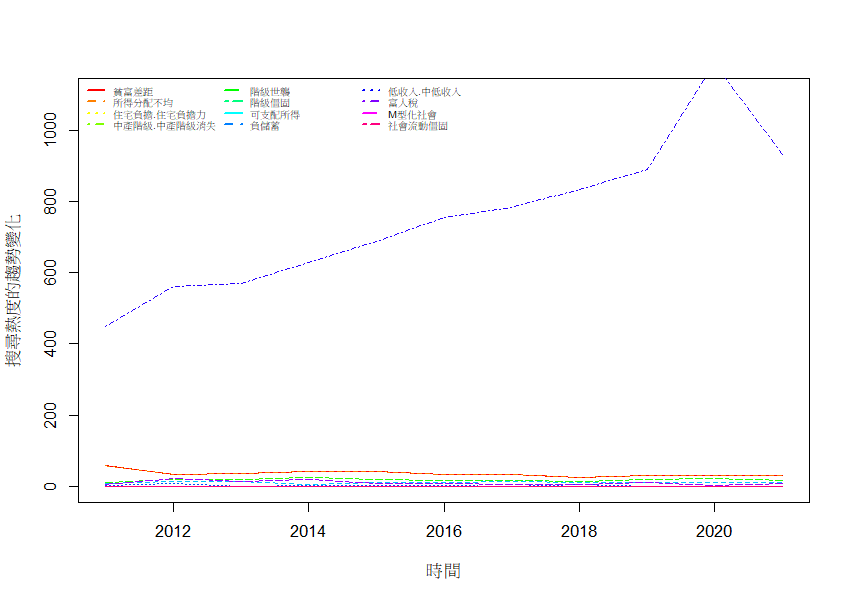 貧富差距
所得分配不均
住宅負擔.住宅負擔力
中產階級.中產階級消失
階級世襲
階級僵固
可支配所得
負儲蓄
低收入.中低收入
富人稅
M型化社會
社會流動僵固
搜尋熱度的趨勢變化
1000
800
600
400
200
0
2012
2014
2016
2018
2020
時間